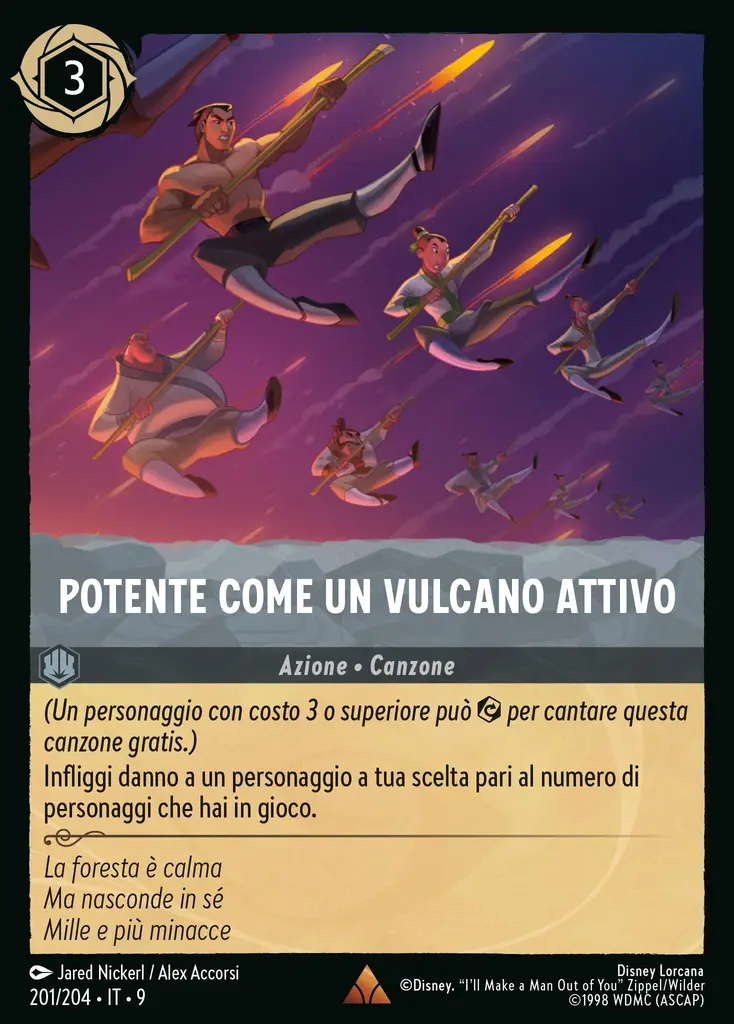 3
POTENTE COME UN VULCANO ATTIVO
Azione • Canzone
(Un personaggio con costo 3 o superiore può per cantare questa
canzone gratis.)
Infliggi danno a un personaggio a tua scelta pari al numero di
personaggi che hai in gioco.
La foresta è calma
Ma nasconde in sé
Mille e più minacce
Jared Nickerl / Alex Accorsi
201/204 • IT • 9
Disney Lorcana
©Disney. “I’ll Make a Man Out of You” Zippel/Wilder
©1998 WDMC (ASCAP)